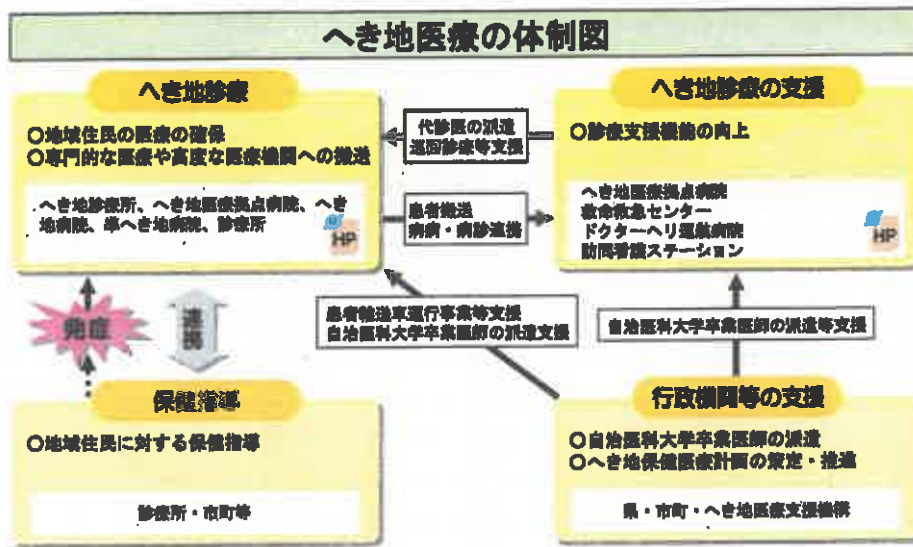 へき地医療の体制図
へき地診療
○地域住民の医療の確保
○専門的な医療や高度な医療機関への搬送
へき地診療所、へき地医療拠点病院、へき
地病院、準へき地病院、診療所
HP
代診医の派遣
巡回診療等支援
患者搬送
病病・病診連携
へき地診療の支援
○診療支援機能の向上
へき地医療拠点病院
救命救急センター
ドクターヘリ運航病院
訪問看護ステーション
HP
発症
連携
患者輸送車運行事業等支援
自治医科大学卒業医師の派遣支援
自治医科大学卒業医師の派遣等支援
保健指導
○地域住民に対する保健指導
診療所・市町等
行政機関等の支援
○自治医科大学卒業医師の派遣
○へき地保健医療計画の策定・推進
県・市町・へき地医療支援機構